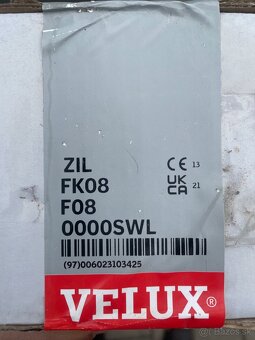 ZIL
FK08
F08
0000SWL
CE 13
UK
CA 21
(97)006023103425
VELUX®